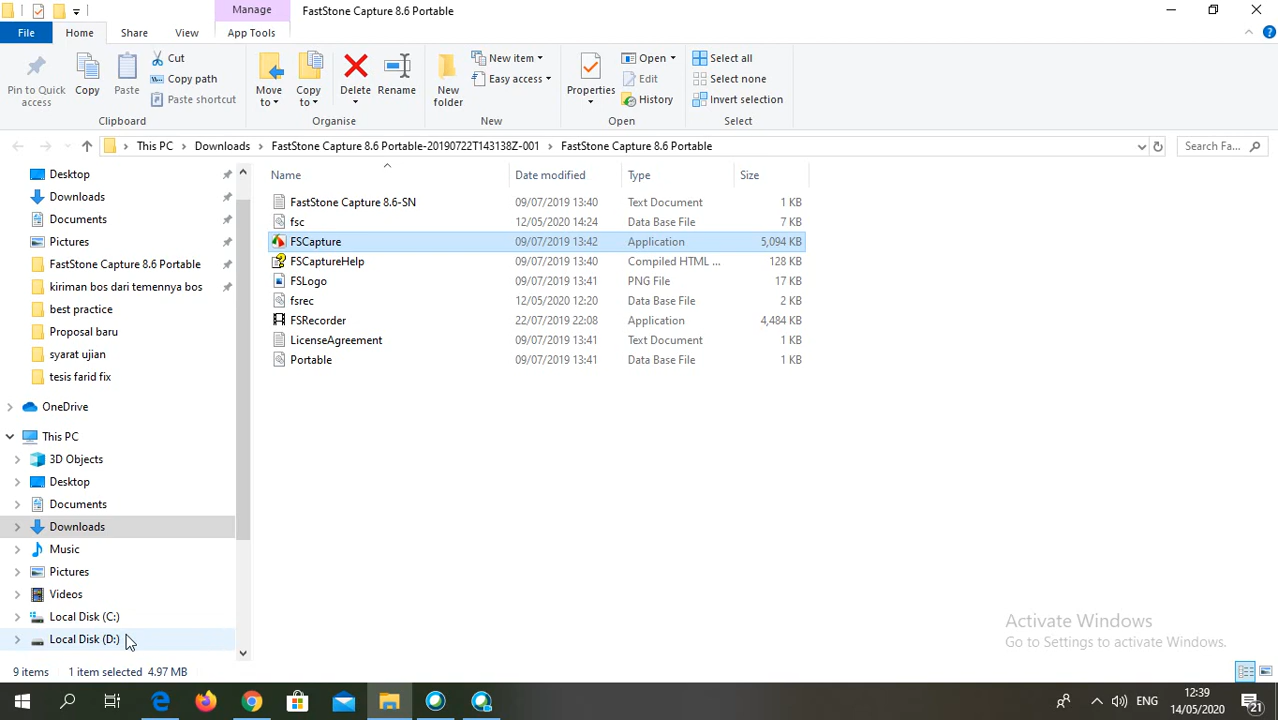 Manage
FastStone Capture 8.6 Portable
File
Home
Share
View
App Tools
Pin to Quick access
Copy
Paste
Cut
Copy path
Paste shortcut
Clipboard
Move to
Copy to
Delete
Rename
Organise
New folder
New item
Easy access
New
Properties
Open
Edit
History
Open
Select all
Select none
Invert selection
Select
This PC > Downloads > FastStone Capture 8.6 Portable-20190722T143138Z-001 > FastStone Capture 8.6 Portable
Search Fa...
Desktop
Downloads
Documents
Pictures
FastStone Capture 8.6 Portable
kiriman bos dari temennya bos
best practice
Proposal baru
syarat ujian
tesis farid fix
OneDrive
This PC
3D Objects
Desktop
Documents
Downloads
Music
Pictures
Videos
Local Disk (C:)
Local Disk (D:)
Name Date modified Type Size
FastStone Capture 8.6-SN 09/07/2019 13:40 Text Document 1 KB
fsc 12/05/2020 14:24 Data Base File 7 KB
FSCapture 09/07/2019 13:42 Application 5,094 KB
FSCaptureHelp 09/07/2019 13:40 Compiled HTML ... 128 KB
FSLogo 09/07/2019 13:41 PNG File 17 KB
fsrec 12/05/2020 12:20 Data Base File 2 KB
FSRecorder 22/07/2019 22:08 Application 4,484 KB
LicenseAgreement 09/07/2019 13:41 Text Document 1 KB
Portable 09/07/2019 13:41 Data Base File 1 KB
Activate Windows
Go to Settings to activate Windows.
9 items 1 item selected 4.97 MB
ENG
12:39
14/05/2020
21